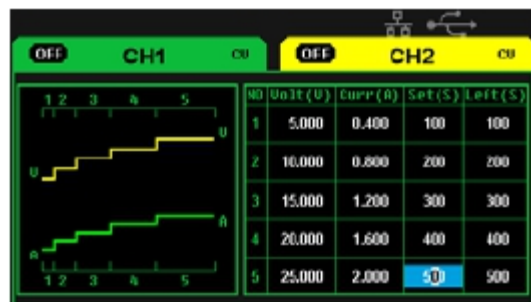 OFF CH1 CU OFF CH2 CU
1 2 3 4 5
V
V
A
A
1 2 3 4 5
NO Volt(V) Curr(A) Set(S) Left(S)
1 5.000 0.400 100 100
2 10.000 0.800 200 200
3 15.000 1.200 300 300
4 20.000 1.600 400 400
5 25.000 2.000 500 500